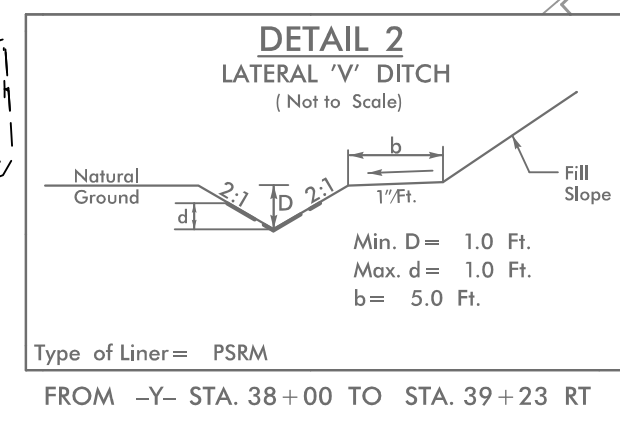 DETAIL 2
LATERAL 'V' DITCH
( Not to Scale)
b
Natural
Ground
2:1
D
2:1
1"/Ft.
Fill
Slope
d
Min. D= 1.0 Ft.
Max. d= 1.0 Ft.
b= 5.0 Ft.
Type of Liner= PSRM
FROM -Y- STA. 38+00 TO STA. 39+23 RT